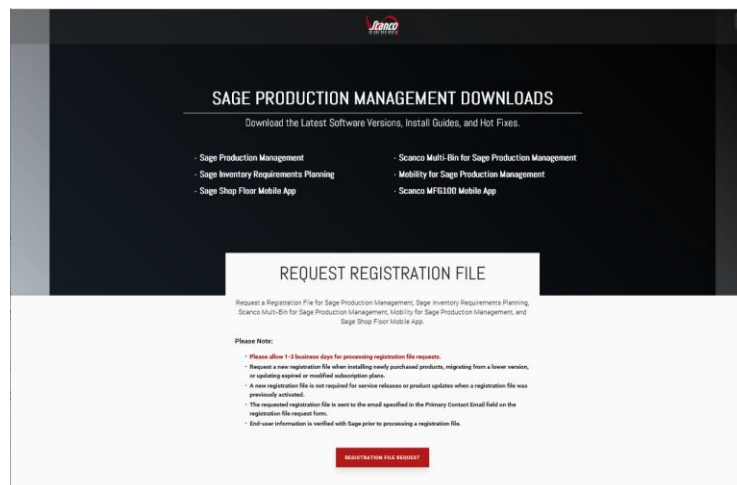 Scanco
SAGE PRODUCTION MANAGEMENT DOWNLOADS
Download the Latest Software Versions, Install Guides, and Hot Fixes.
- Sage Production Management
- Sage Inventory Requirements Planning
- Sage Shop Floor Mobile App
- Scanco Multi-Bin for Sage Production Management
- Mobility for Sage Production Management
- Scanco MFG100 Mobile App
REQUEST REGISTRATION FILE
Request a Registration File for Sage Production Management, Sage Inventory Requirements Planning,
Scanco Multi-Bin for Sage Production Management, Mobility for Sage Production Management, and
Sage Shop Floor Mobile App.
Please Note:
• Please allow 1-3 business days for processing registration file requests.
• Request a new registration file when installing newly purchased products, migrating from a lower version,
or updating expired or modified subscription plans.
• A new registration file is not required for service releases or product updates when a registration file was
previously activated.
• The requested registration file is sent to the email specified in the Primary Contact Email field on the
registration file request form.
• End-user information is verified with Sage prior to processing a registration file.
REGISTRATION FILE REQUEST